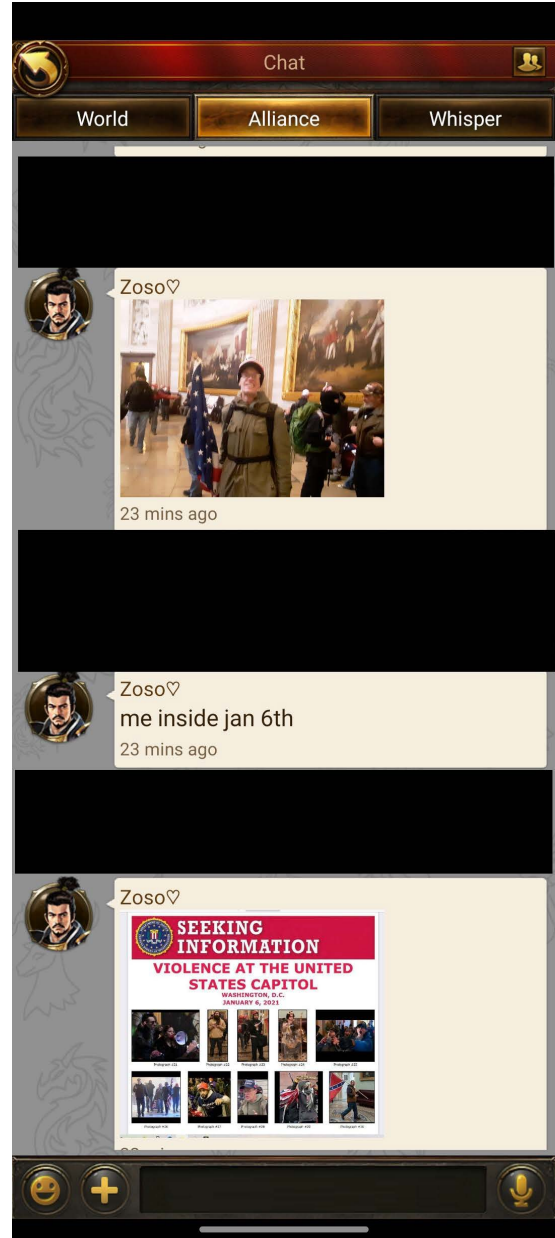 Chat
World
Alliance
Whisper
Zoso♡
23 mins ago
Zoso♡
me inside jan 6th
23 mins ago
Zoso♡
SEEKING
INFORMATION
VIOLENCE AT THE UNITED
STATES CAPITOL
WASHINGTON, D.C.
JANUARY 6, 2021